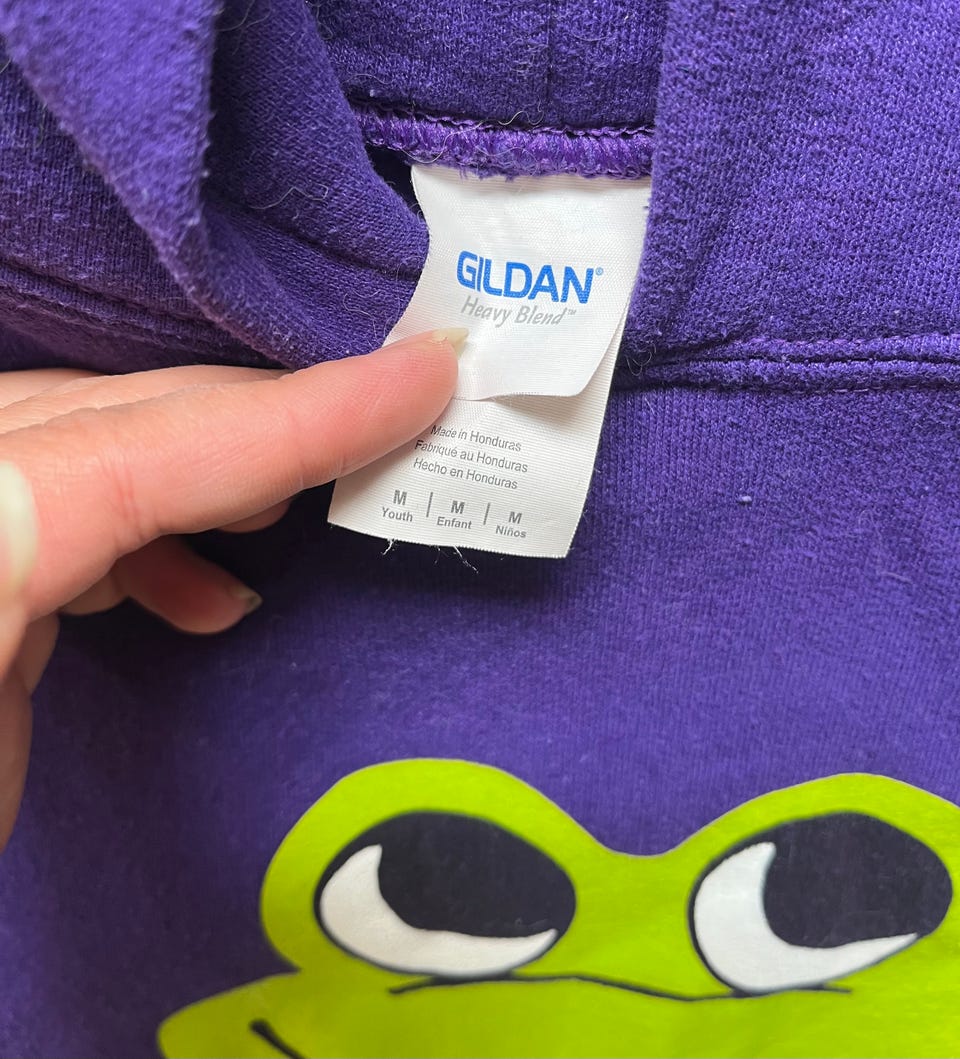 GILDAN®
Heavy Blend™
Made in Honduras
Fabriqué au Honduras
Hecho en Honduras
M | M | M
Youth Enfant Niños